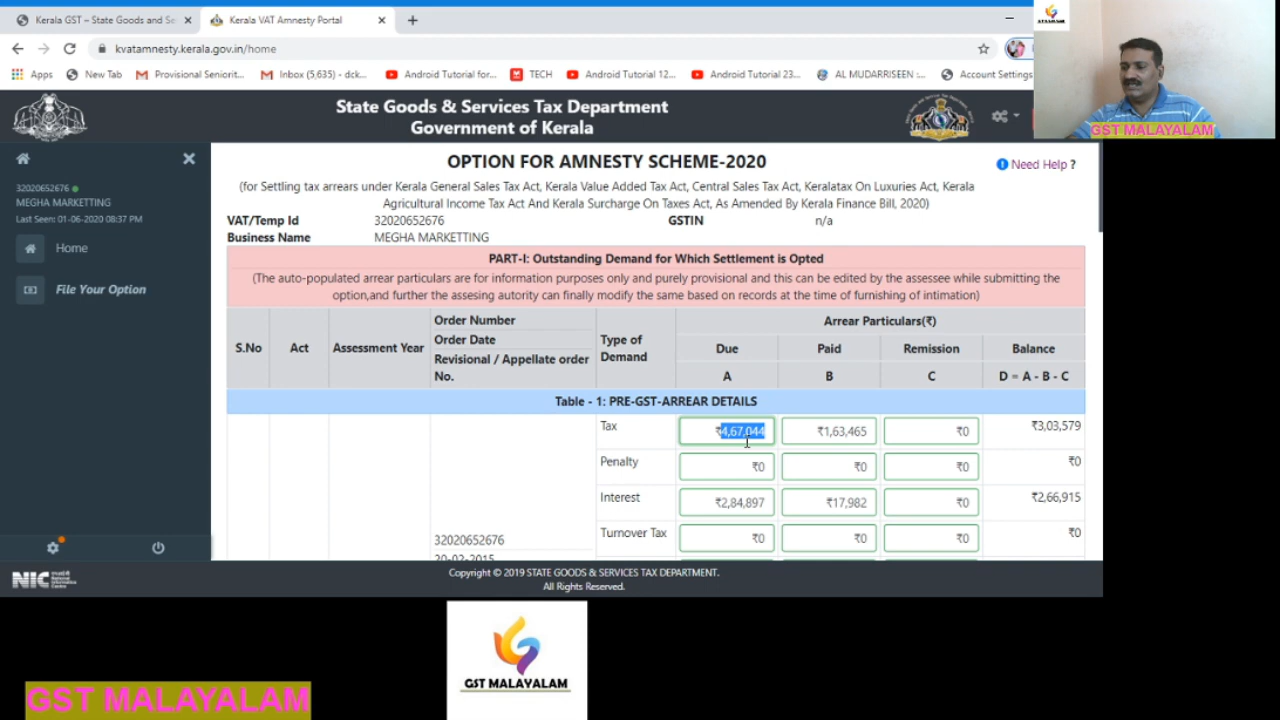 Kerala GST – State Goods and Se
Kerala VAT Amnesty Portal
kvatamnesty.kerala.gov.in/home
Apps
New Tab
Provisional Seniorit...
Inbox (5,635) - dck...
Android Tutorial for...
TECH
Android Tutorial 12...
Android Tutorial 23...
AL MUDARRISEEN :...
Account Settings
GST MALAYALAM
State Goods & Services Tax Department
Government of Kerala
32020652676
MEGHA MARKETTING
Last Seen: 01-06-2020 08:37 PM
Home
File Your Option
OPTION FOR AMNESTY SCHEME-2020
Need Help ?
(for Settling tax arrears under Kerala General Sales Tax Act, Kerala Value Added Tax Act, Central Sales Tax Act, Keralatax On Luxuries Act, Kerala
Agricultural Income Tax Act And Kerala Surcharge On Taxes Act, As Amended By Kerala Finance Bill, 2020)
VAT/Temp Id 32020652676 GSTIN n/a
Business Name MEGHA MARKETTING
PART-I: Outstanding Demand for Which Settlement is Opted
(The auto-populated arrear particulars are for information purposes only and purely provisional and this can be edited by the assessee while submitting the
option,and further the assesing autority can finally modify the same based on records at the time of furnishing of intimation)
S.No
Act
Assessment Year
Order Number
Order Date
Revisional / Appellate order
No.
Type of
Demand
Arrear Particulars(₹)
Due Paid Remission Balance
A B C D = A - B - C
Table - 1: PRE-GST-ARREAR DETAILS
Tax ₹4,67,044 ₹1,63,465 ₹0 ₹3,03,579
Penalty ₹0 ₹0 ₹0 ₹0
Interest ₹2,84,897 ₹17,982 ₹0 ₹2,66,915
Turnover Tax ₹0 ₹0 ₹0 ₹0
32020652676
20-02-2015
NIC
Copyright © 2019 STATE GOODS & SERVICES TAX DEPARTMENT.
All Rights Reserved.
GST MALAYALAM
GST MALAYALAM